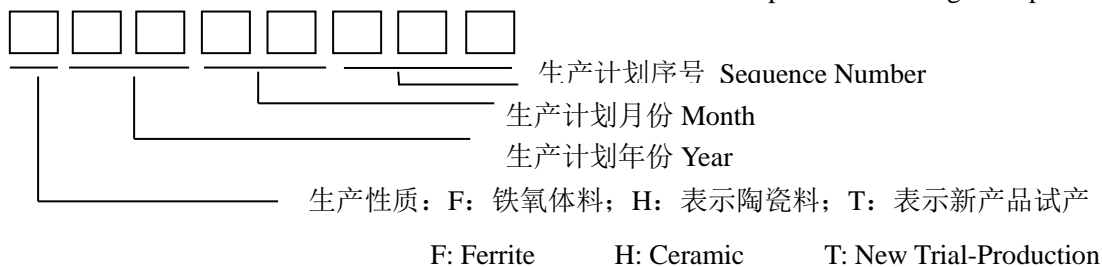 生产计划序号 Sequence Number
生产计划月份 Month
生产计划年份 Year
生产性质：F：铁氧体料；H：表示陶瓷料；T：表示新产品试产
F: Ferrite H: Ceramic T: New Trial-Production